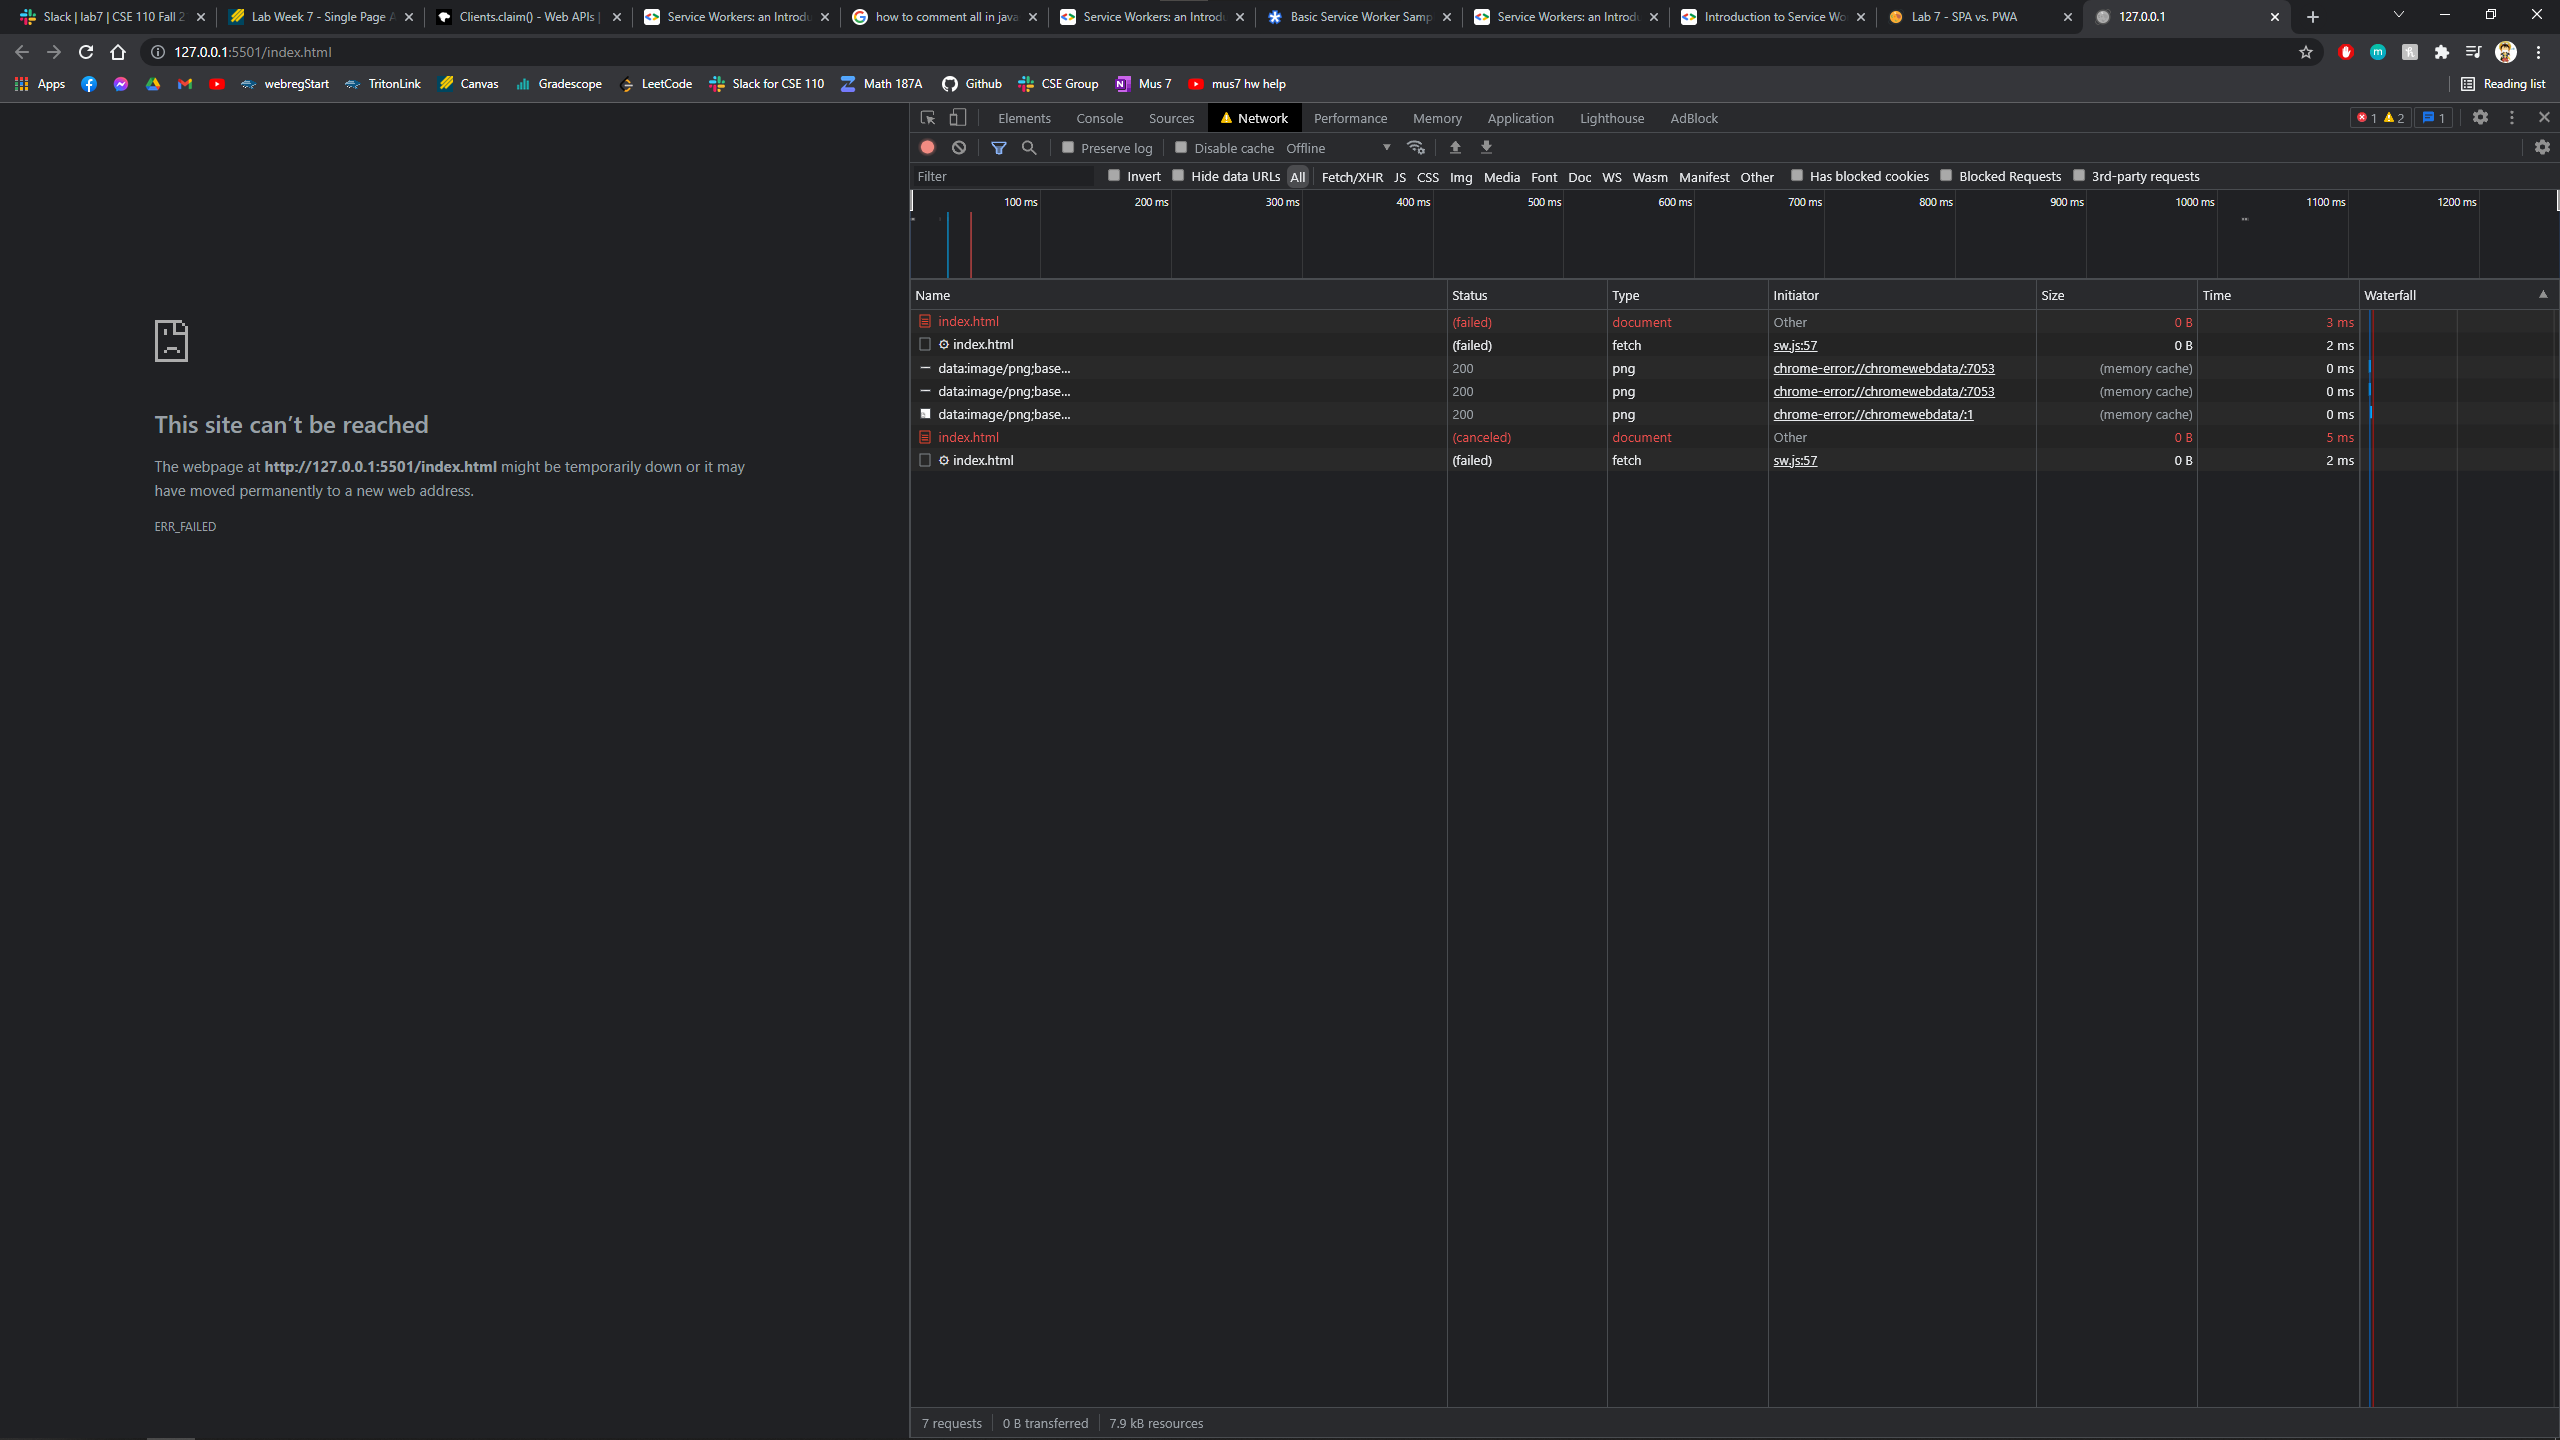 Slack | lab7 | CSE 110 Fall 2
Lab Week 7 - Single Page A
Clients.claim() - Web APIs |
Service Workers: an Introdu
how to comment all in java
Service Workers: an Introdu
Basic Service Worker Samp
Service Workers: an Introdu
Introduction to Service Wo
Lab 7 - SPA vs. PWA
127.0.0.1
127.0.0.1:5501/index.html
Apps
webregStart
TritonLink
Canvas
Gradescope
LeetCode
Slack for CSE 110
Math 187A
Github
CSE Group
Mus 7
mus7 hw help
Reading list
This site can't be reached
The webpage at http://127.0.0.1:5501/index.html might be temporarily down or it may
have moved permanently to a new web address.
ERR_FAILED
Elements Console Sources Network Performance Memory Application Lighthouse AdBlock 1 2 1
Preserve log Disable cache Offline
Filter Invert Hide data URLs All Fetch/XHR JS CSS Img Media Font Doc WS Wasm Manifest Other Has blocked cookies Blocked Requests 3rd-party requests
100 ms 200 ms 300 ms 400 ms 500 ms 600 ms 700 ms 800 ms 900 ms 1000 ms 1100 ms 1200 ms
Name Status Type Initiator Size Time Waterfall
index.html (failed) document Other 0 B 3 ms
index.html (failed) fetch sw.js:57 0 B 2 ms
data:image/png;base... 200 png chrome-error://chromewebdata/:7053 (memory cache) 0 ms
data:image/png;base... 200 png chrome-error://chromewebdata/:7053 (memory cache) 0 ms
data:image/png;base... 200 png chrome-error://chromewebdata/:1 (memory cache) 0 ms
index.html (canceled) document Other 0 B 5 ms
index.html (failed) fetch sw.js:57 0 B 2 ms
7 requests 0 B transferred 7.9 kB resources